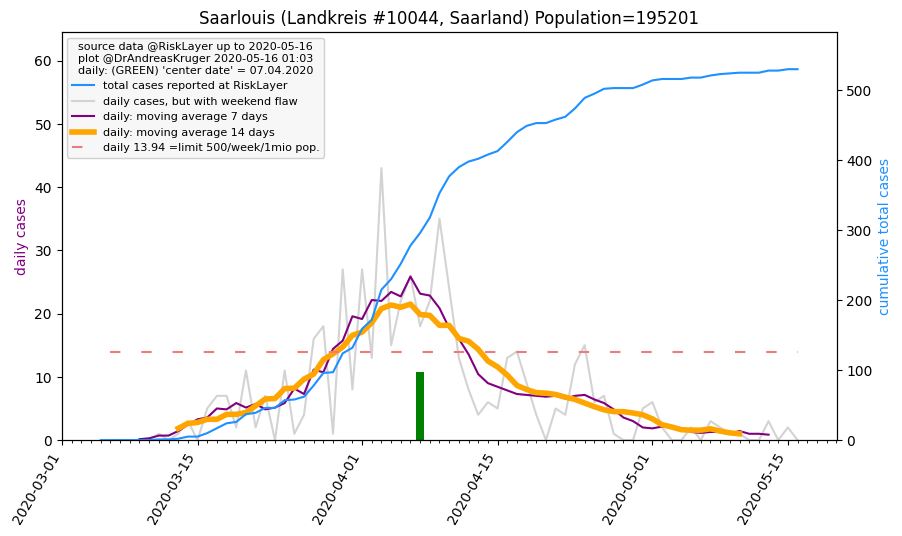 Saarlouis (Landkreis #10044, Saarland) Population=195201
source data @RiskLayer up to 2020-05-16
plot @DrAndreasKruger 2020-05-16 01:03
daily: (GREEN) 'center date' = 07.04.2020
total cases reported at RiskLayer
daily cases, but with weekend flaw
daily: moving average 7 days
daily: moving average 14 days
daily 13.94 =limit 500/week/1mio pop.
daily cases
60
50
40
30
20
10
0
cumulative total cases
500
400
300
200
100
0
2020-03-01
2020-03-15
2020-04-01
2020-04-15
2020-05-01
2020-05-15